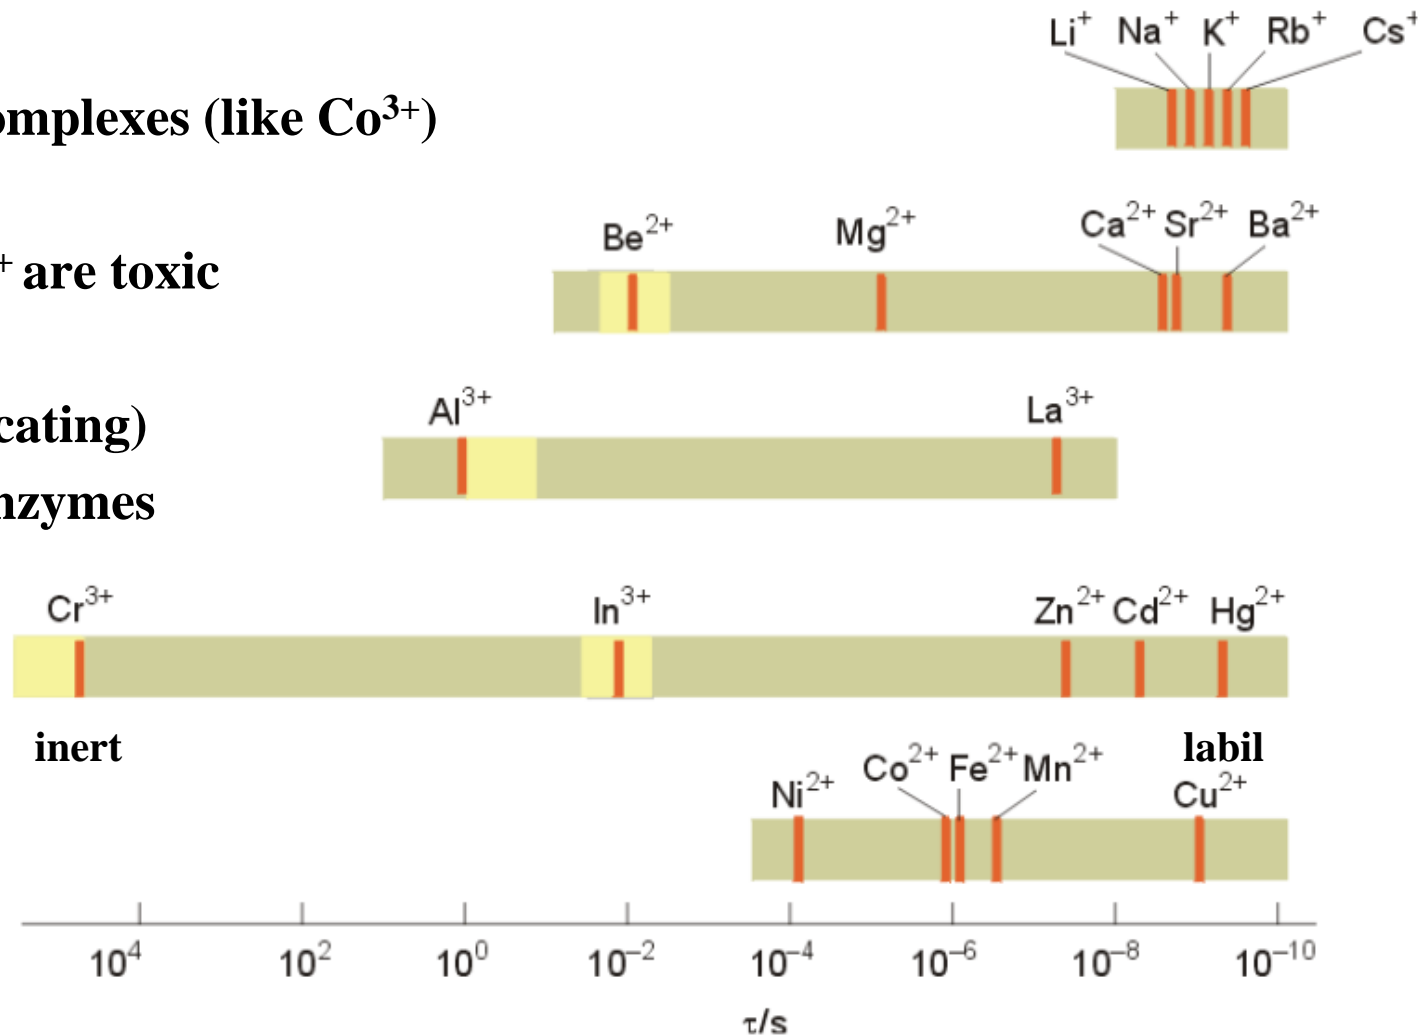 Li⁺ Na⁺ K⁺ Rb⁺ Cs⁺
omplexes (like Co³⁺)
Be²⁺ Mg²⁺ Ca²⁺ Sr²⁺ Ba²⁺
⁺ are toxic
Al³⁺ La³⁺
cating)
nzymes
Cr³⁺ In³⁺ Zn²⁺ Cd²⁺ Hg²⁺
inert labil
Ni²⁺ Co²⁺ Fe²⁺ Mn²⁺ Cu²⁺
10⁴ 10² 10⁰ 10⁻² 10⁻⁴ 10⁻⁶ 10⁻⁸ 10⁻¹⁰
τ/s